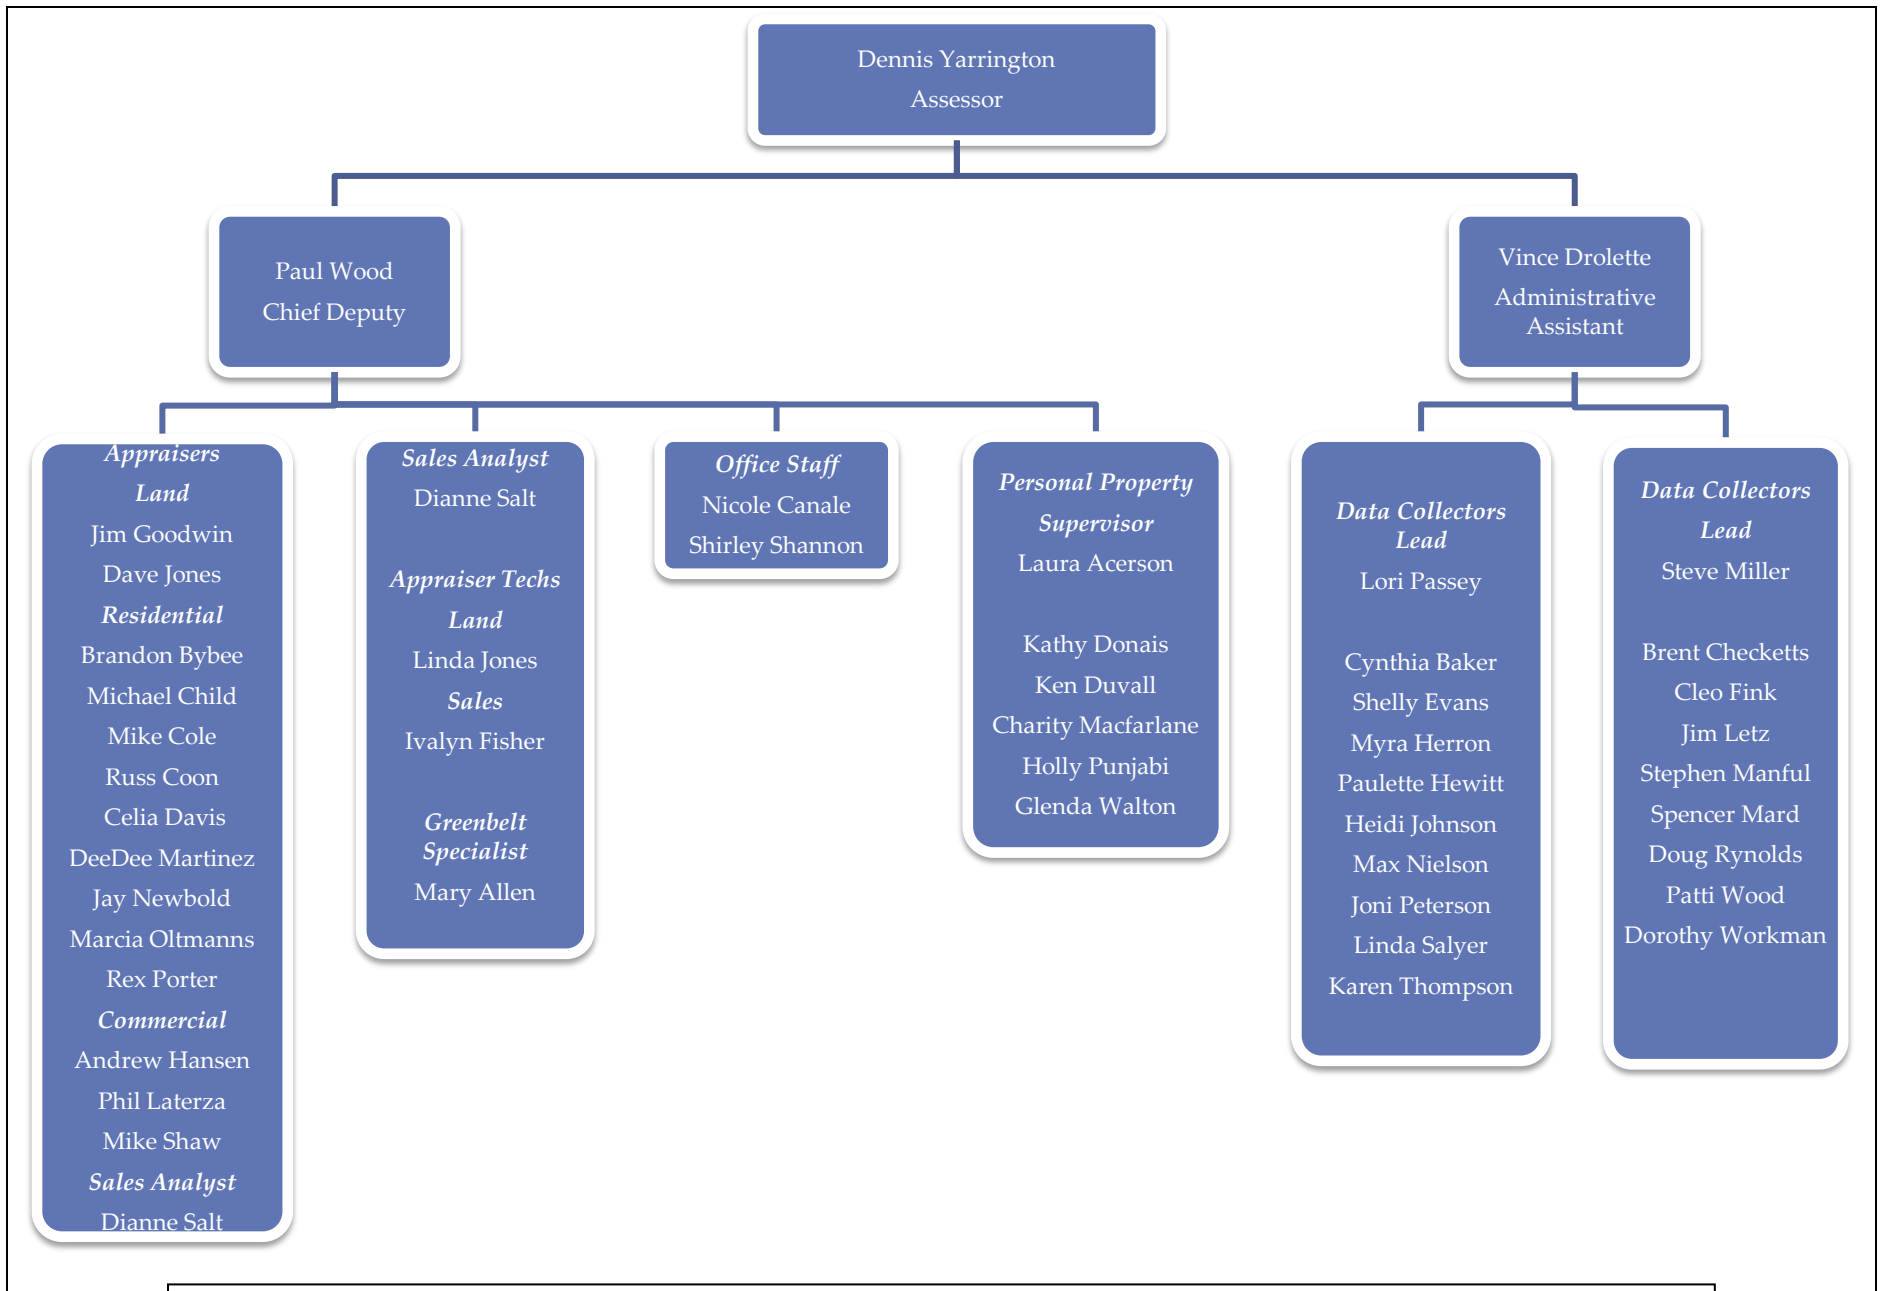 Dennis Yarrington
Assessor
Paul Wood
Chief Deputy
Vince Drolette
Administrative
Assistant
Appraisers
Land
Jim Goodwin
Dave Jones
Residential
Brandon Bybee
Michael Child
Mike Cole
Russ Coon
Celia Davis
DeeDee Martinez
Jay Newbold
Marcia Oltmanns
Rex Porter
Commercial
Andrew Hansen
Phil Laterza
Mike Shaw
Sales Analyst
Dianne Salt
Sales Analyst
Dianne Salt
Appraiser Techs
Land
Linda Jones
Sales
Ivalyn Fisher
Greenbelt
Specialist
Mary Allen
Office Staff
Nicole Canale
Shirley Shannon
Personal Property
Supervisor
Laura Acerson
Kathy Donais
Ken Duvall
Charity Macfarlane
Holly Punjabi
Glenda Walton
Data Collectors
Lead
Lori Passey
Cynthia Baker
Shelly Evans
Myra Herron
Paulette Hewitt
Heidi Johnson
Max Nielson
Joni Peterson
Linda Salyer
Karen Thompson
Data Collectors
Lead
Steve Miller
Brent Checketts
Cleo Fink
Jim Letz
Stephen Manful
Spencer Mard
Doug Rynolds
Patti Wood
Dorothy Workman